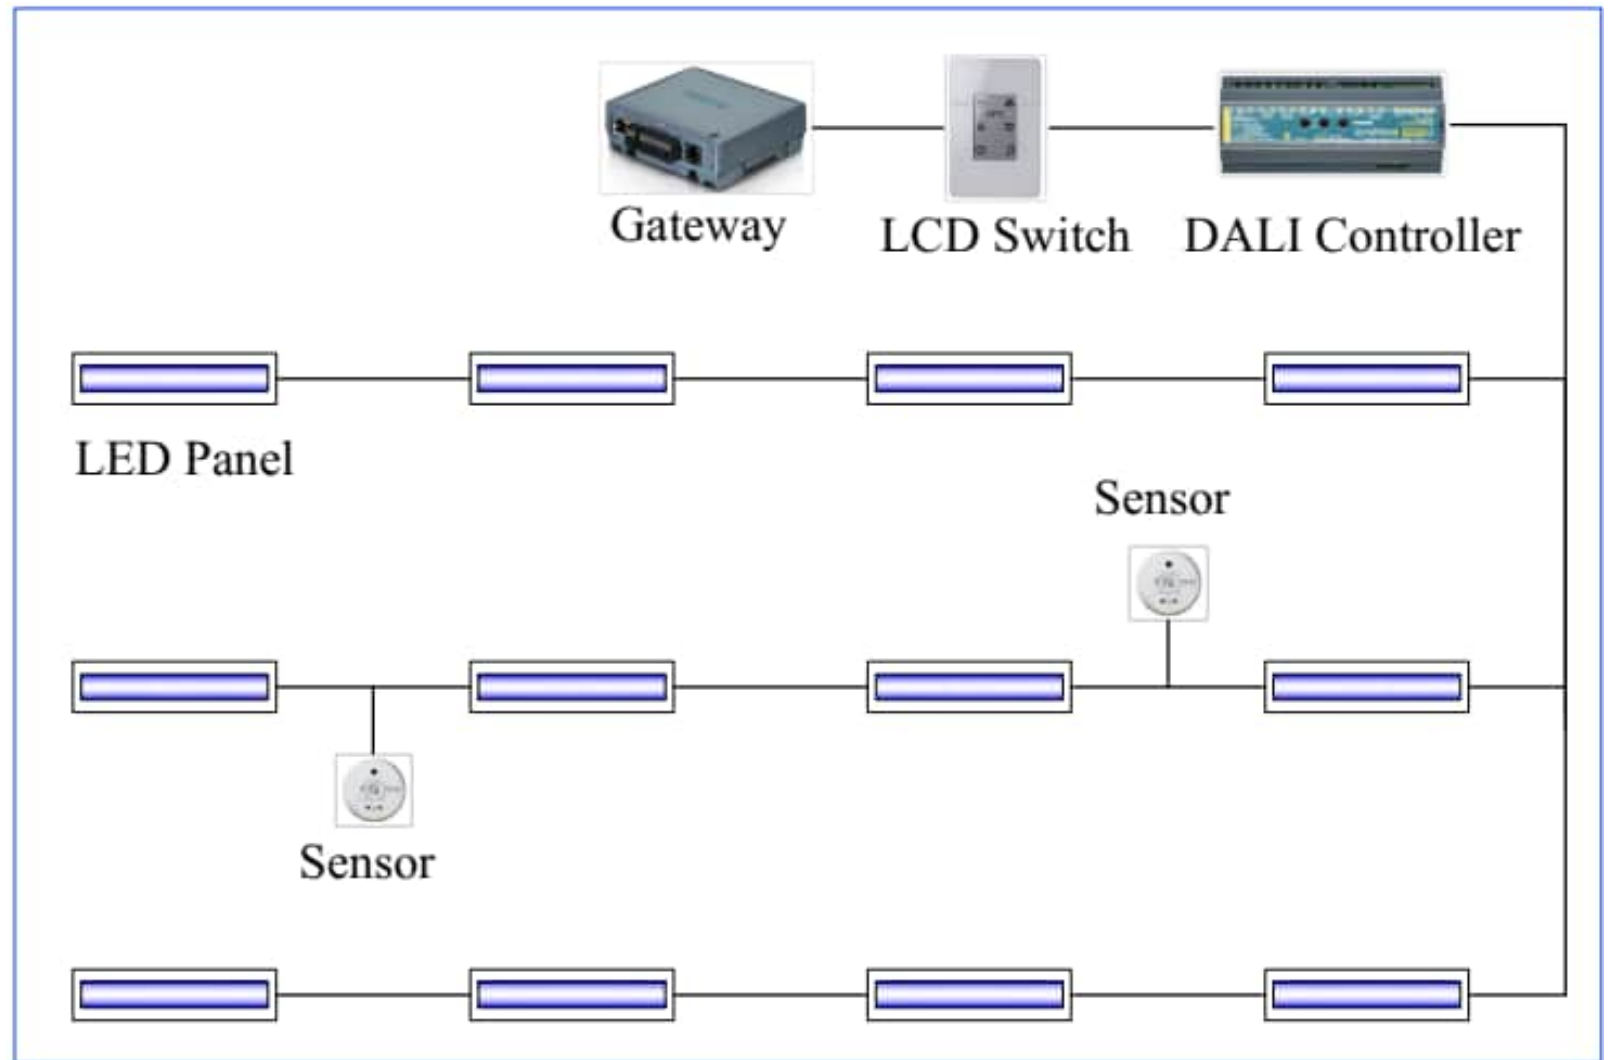 Gateway
LCD Switch
DALI Controller
LED Panel
Sensor
Sensor